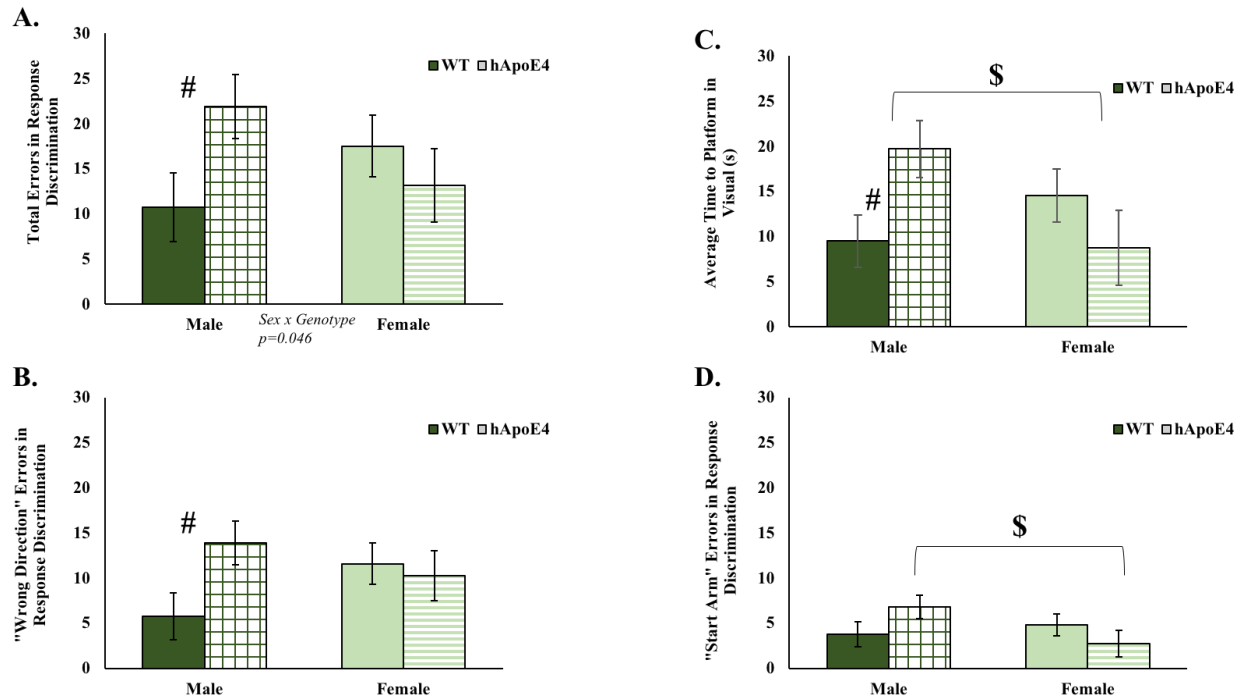 A.
Total Errors in Response
Discrimination
30
25
20
15
10
5
0
#
WT hApoE4
Male
Female
Sex x Genotype
p=0.046
B.
"Wrong Direction" Errors in
Response Discrimination
30
25
20
15
10
5
0
#
WT hApoE4
Male
Female
C.
Average Time to Platform in
Visual (s)
30
25
20
15
10
5
0
#
$
WT hApoE4
Male
Female
D.
"Start Arm" Errors in Response
Discrimination
30
25
20
15
10
5
0
$
WT hApoE4
Male
Female